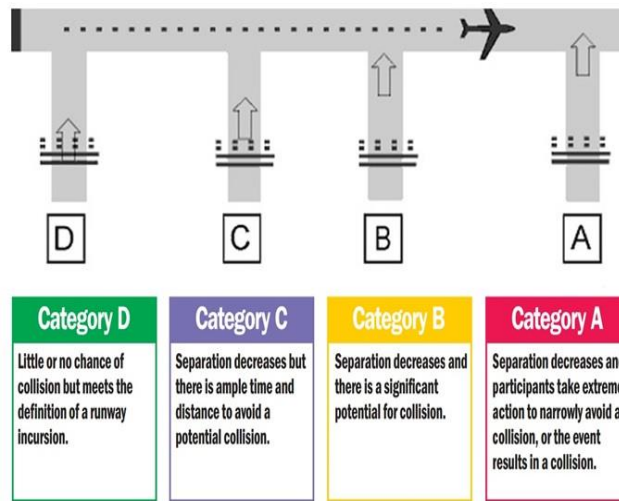 D
C
B
A
Category D
Little or no chance of
collision but meets the
definition of a runway
incursion.
Category C
Separation decreases but
there is ample time and
distance to avoid a
potential collision.
Category B
Separation decreases and
there is a significant
potential for collision.
Category A
Separation decreases an
participants take extreme
action to narrowly avoid a
collision, or the event
results in a collision.